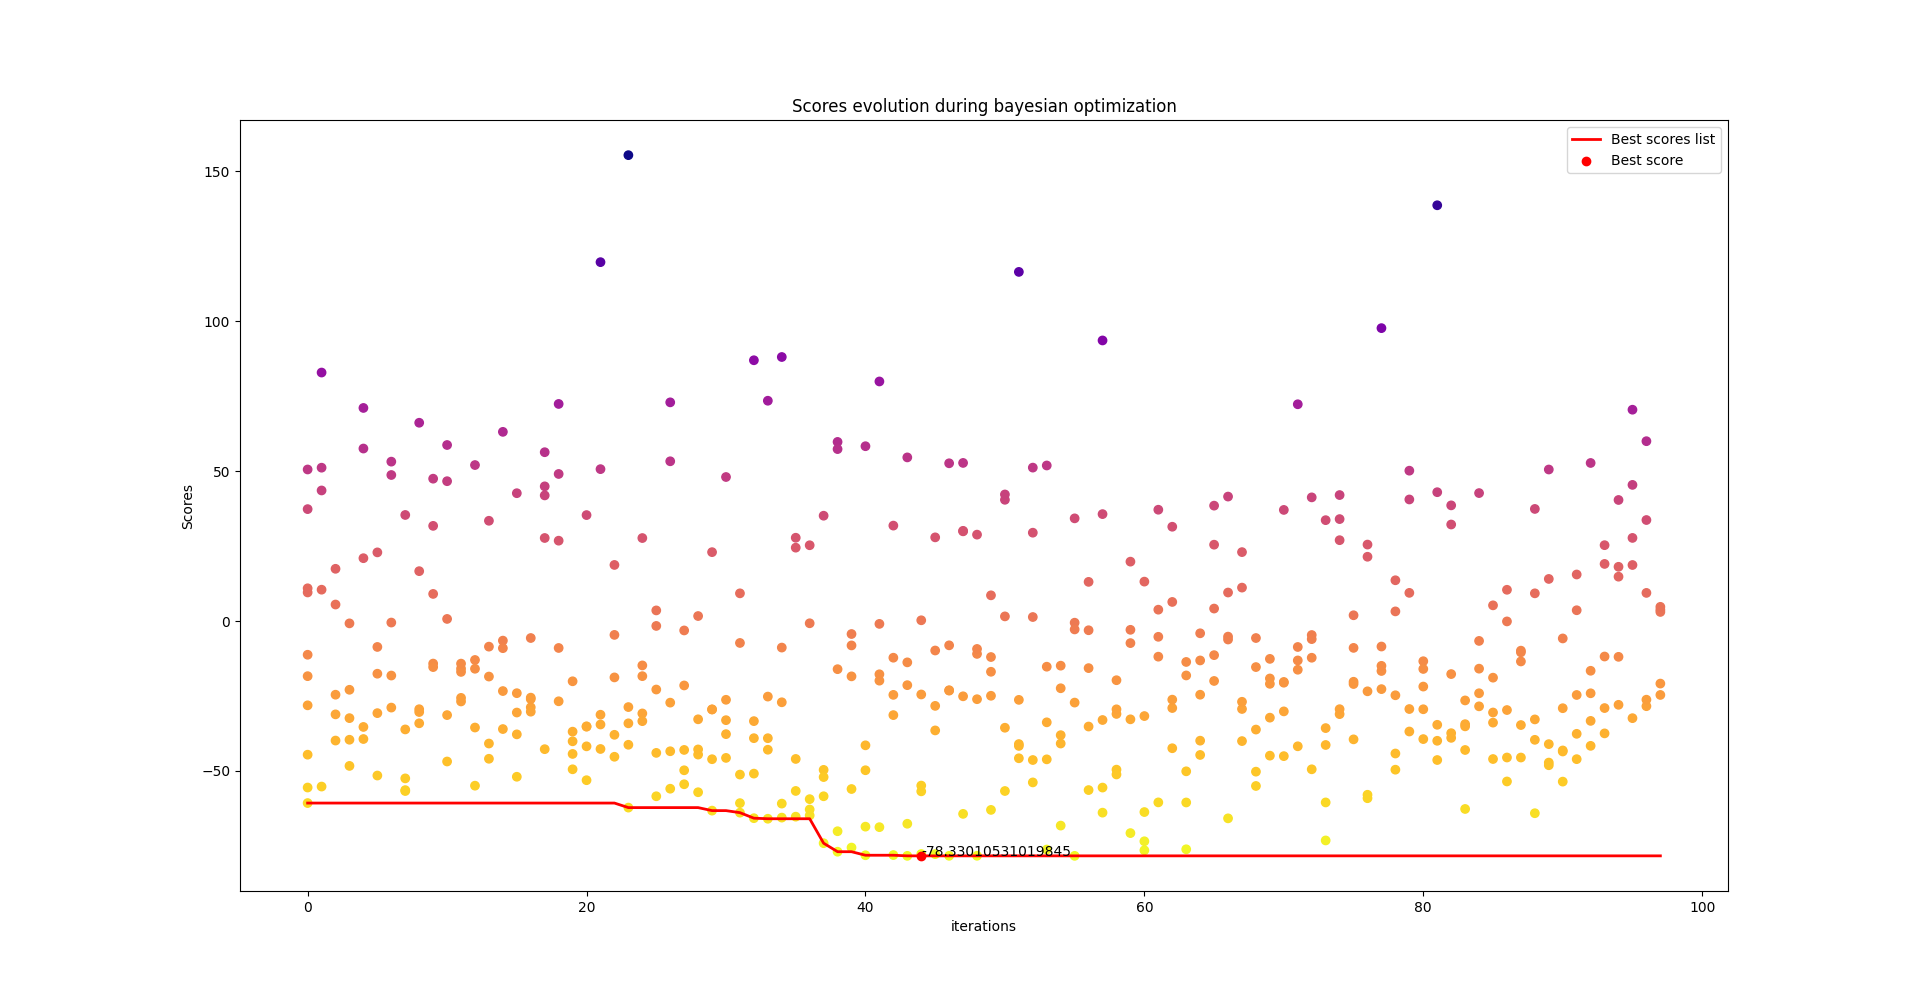 Scores evolution during bayesian optimization
Best scores list
Best score
Scores
150
100
50
0
−50
-78.33010531019845
0
20
40
60
80
100
iterations